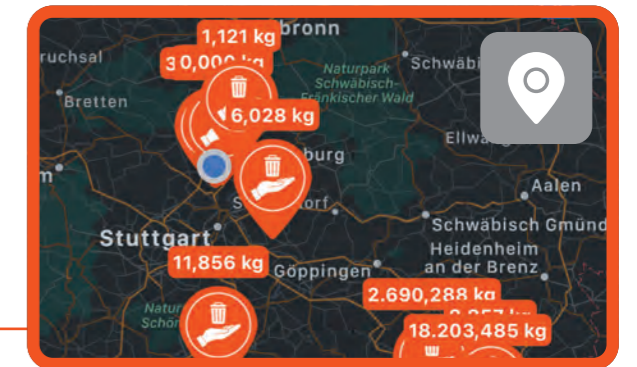 bronn
1,121 kg
ruchsal
30,000 kg
Naturpark
Schwäbisch-
Fränkischer Wald
Schwäbi
Bretten
6,028 kg
Ellwa
burg
Aalen
Stuttgart
Schwäbisch Gmünd
Heidenheim
an der Brenz
11,856 kg
Göppingen
2.690,288 kg
Natur
Schön
18.203,485 kg